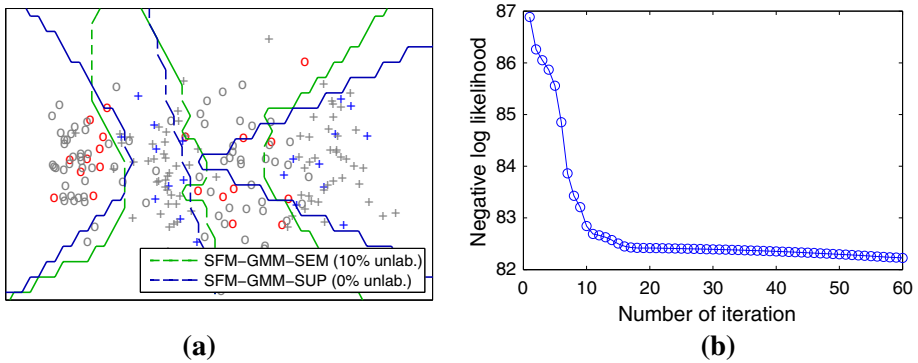 SFM-GMM-SEM (10% unlab.)
SFM-GMM-SUP (0% unlab.)
(a)
Negative log likelihood
87
86
85
84
83
82
0 10 20 30 40 50 60
Number of iteration
(b)